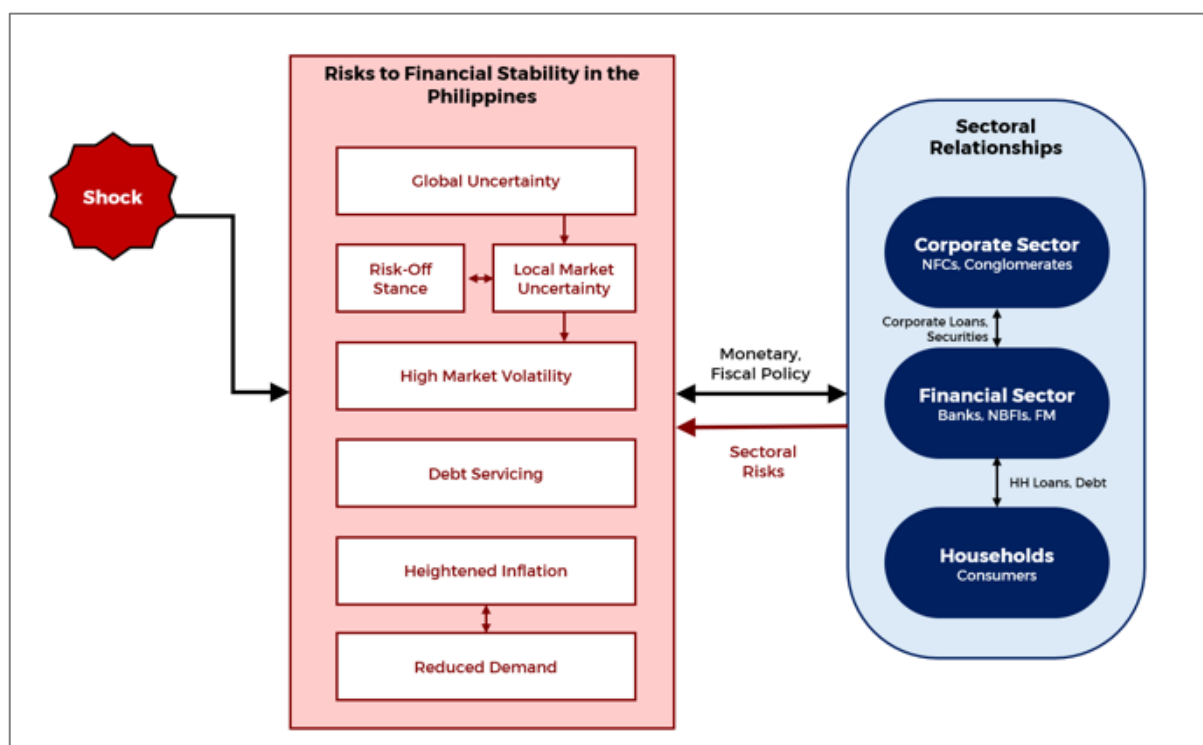 Risks to Financial Stability in the
Philippines
Shock
Global Uncertainty
Risk-Off
Stance
Local Market
Uncertainty
High Market Volatility
Debt Servicing
Heightened Inflation
Reduced Demand
Monetary,
Fiscal Policy
Sectoral
Risks
Sectoral
Relationships
Corporate Sector
NFCs, Conglomerates
Corporate Loans,
Securities
Financial Sector
Banks, NBFIs, FM
HH Loans, Debt
Households
Consumers